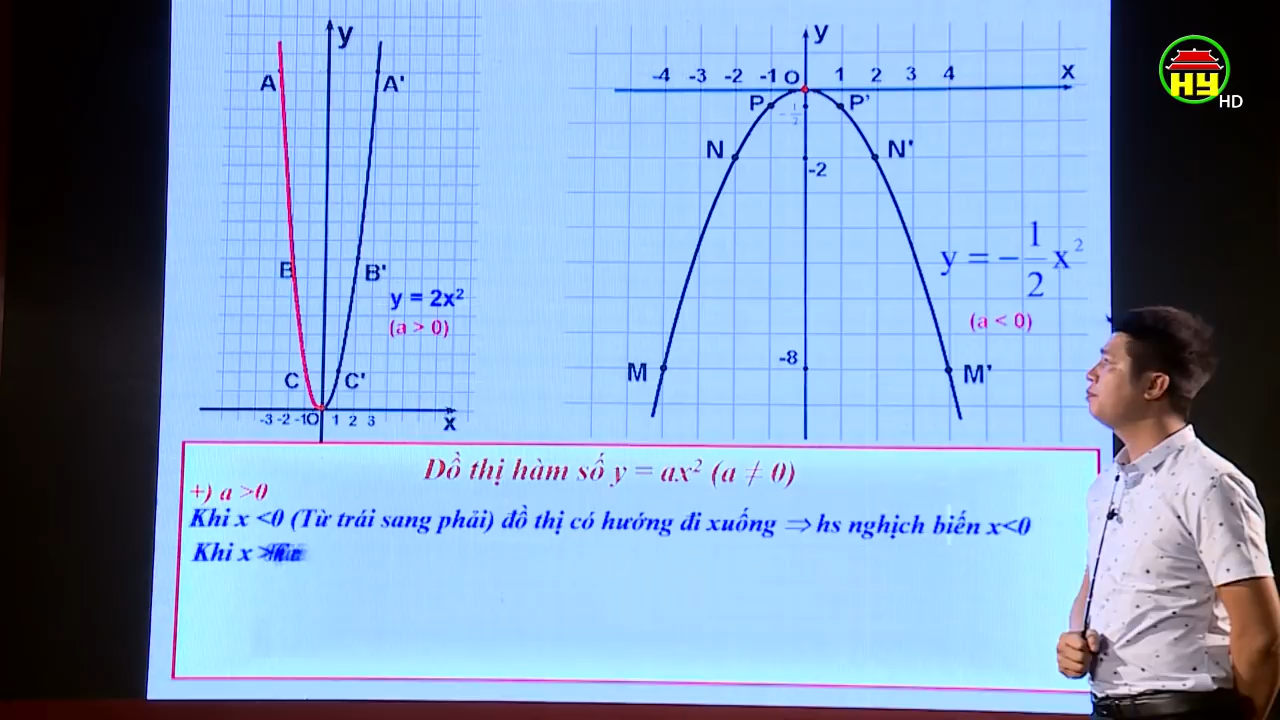 y
A
A'
B
B'
y = 2x²
(a > 0)
C
C'
-3 -2 -1 O 1 2 3
x
y
-4 -3 -2 -1 O 1 2 3 4
x
P
P'
-1/2
N
N'
-2
y = -1/2 x²
(a < 0)
-8
M
M'
HY
HD
Đồ thị hàm số y = ax² (a ≠ 0)
+) a >0
Khi x <0 (Từ trái sang phải) đồ thị có hướng đi xuống ⇒ hs nghịch biến x<0
Khi x